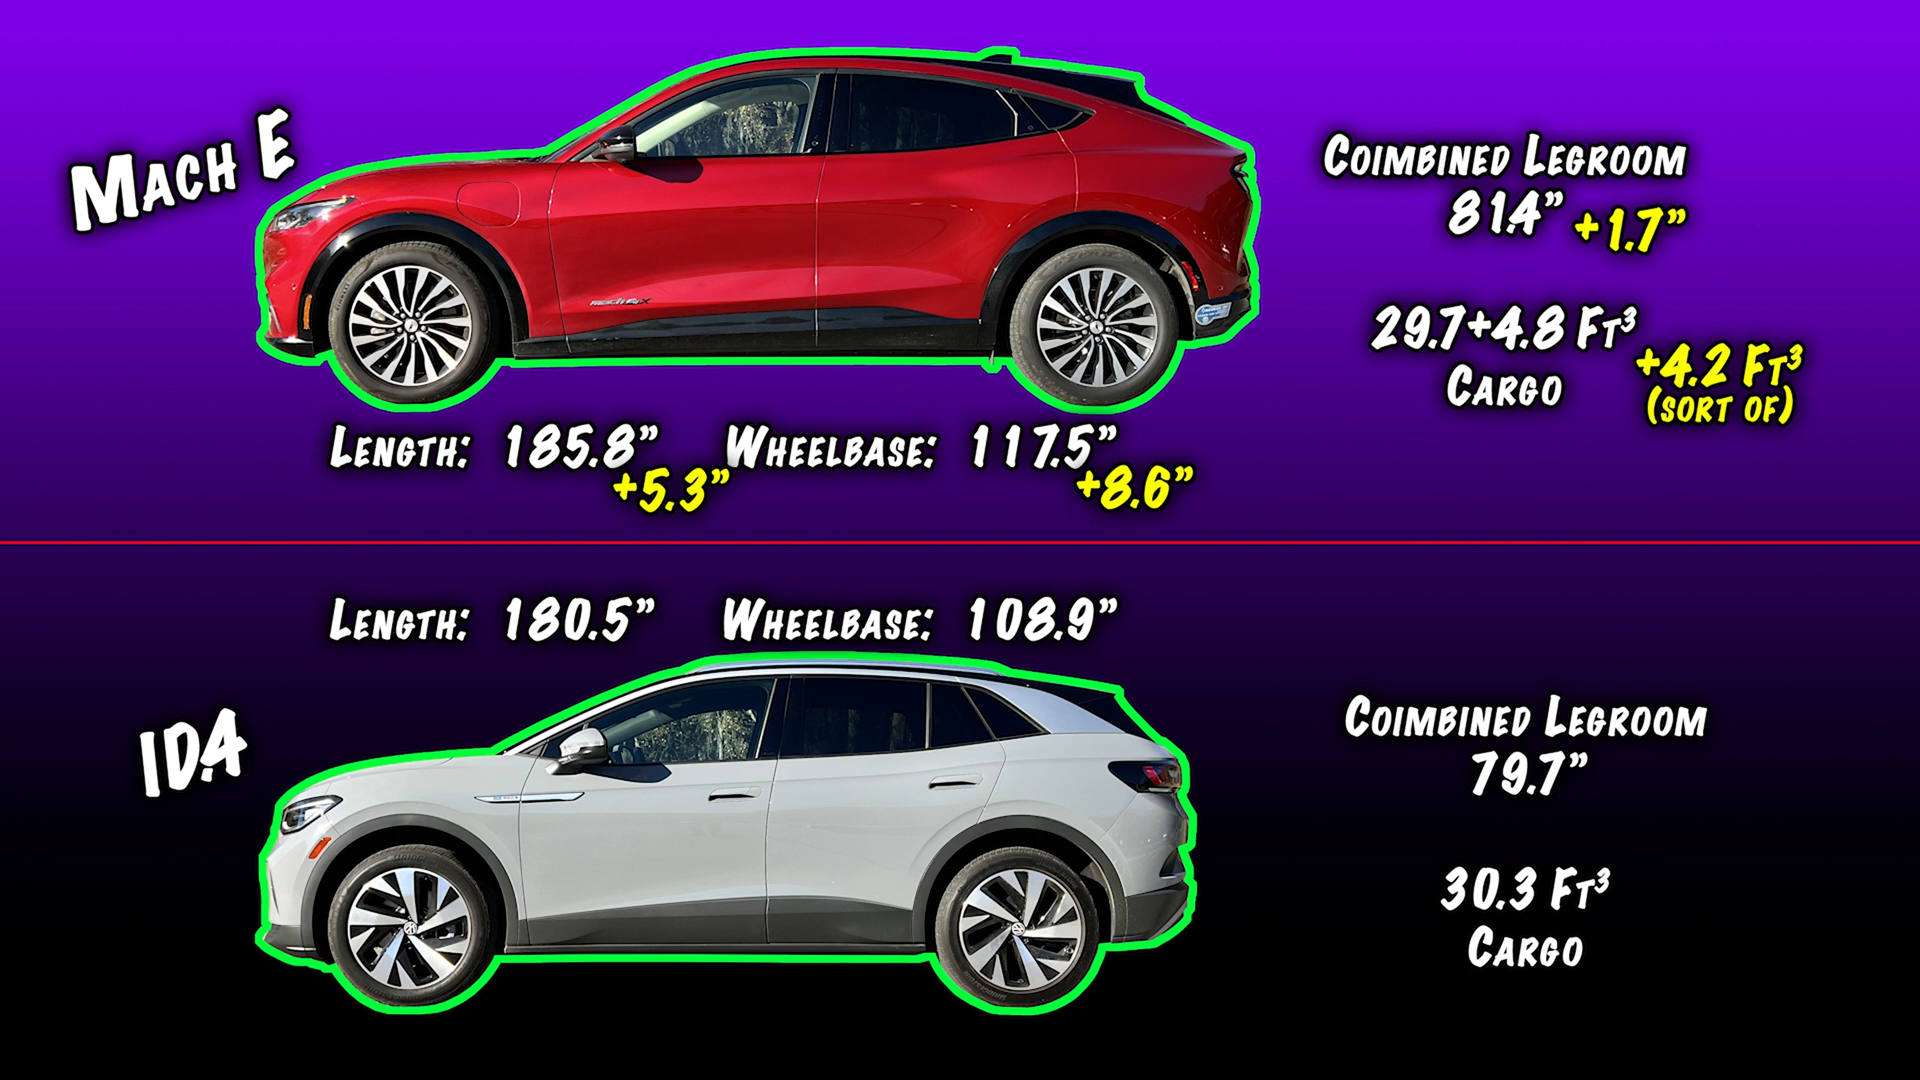 Mach E
Coimbined Legroom
81.4” +1.7”
29.7+4.8 Ft³
Cargo
+4.2 Ft³
(sort of)
Length: 185.8” Wheelbase: 117.5”
+5.3” +8.6”
Length: 180.5” Wheelbase: 108.9”
ID.4
Coimbined Legroom
79.7”
30.3 Ft³
Cargo